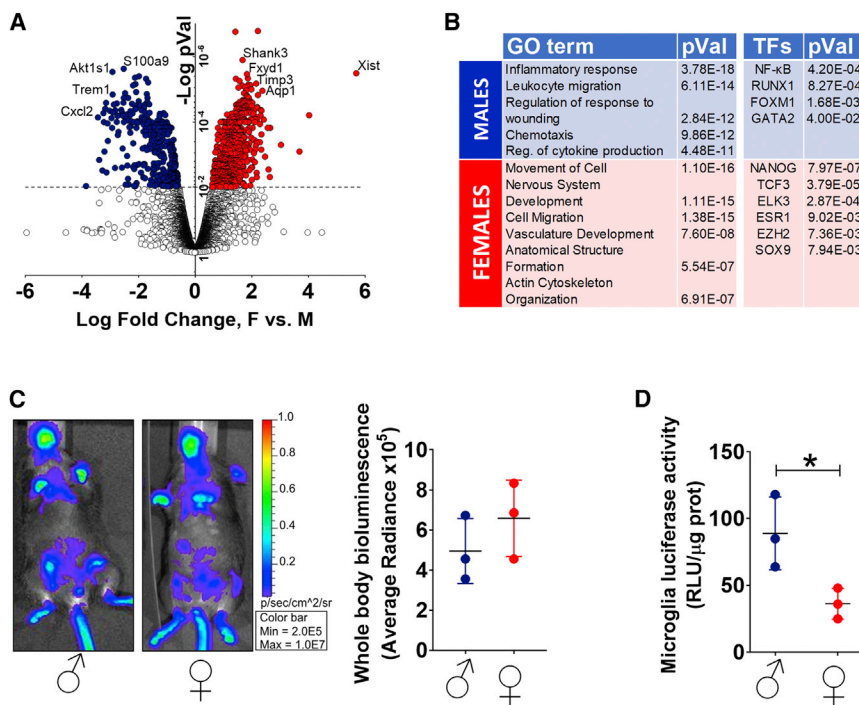 A
-Log pVal
10-6
10-4
10-2
1
Akt1s1
S100a9
Trem1
Cxcl2
Shank3
Fxyd1
Timp3
Aqp1
Xist
-6 -4 -2 0 2 4 6
Log Fold Change, F vs. M
B
GO term pVal TFs pVal
MALES
Inflammatory response 3.78E-18 NF-κB 4.20E-04
Leukocyte migration 6.11E-14 RUNX1 8.27E-04
Regulation of response to FOXM1 1.68E-03
wounding 2.84E-12 GATA2 4.00E-02
Chemotaxis 9.86E-12
Reg. of cytokine production 4.48E-11
FEMALES
Movement of Cell 1.10E-16 NANOG 7.97E-07
Nervous System TCF3 3.79E-05
Development 1.11E-15 ELK3 2.87E-04
Cell Migration 1.38E-15 ESR1 9.02E-03
Vasculature Development 7.60E-08 EZH2 7.36E-03
Anatomical Structure SOX9 7.94E-03
Formation 5.54E-07
Actin Cytoskeleton
Organization 6.91E-07
C
1.0
0.8
0.6
0.4
0.2
p/sec/cm^2/sr
Color bar
Min = 2.0E5
Max = 1.0E7
♂ ♀
Whole body bioluminescence
(Average Radiance x10⁵)
10
8
6
4
2
0
♂ ♀
D
Microglia luciferase activity
(RLU/µg prot)
150
100
50
0
*
♂ ♀